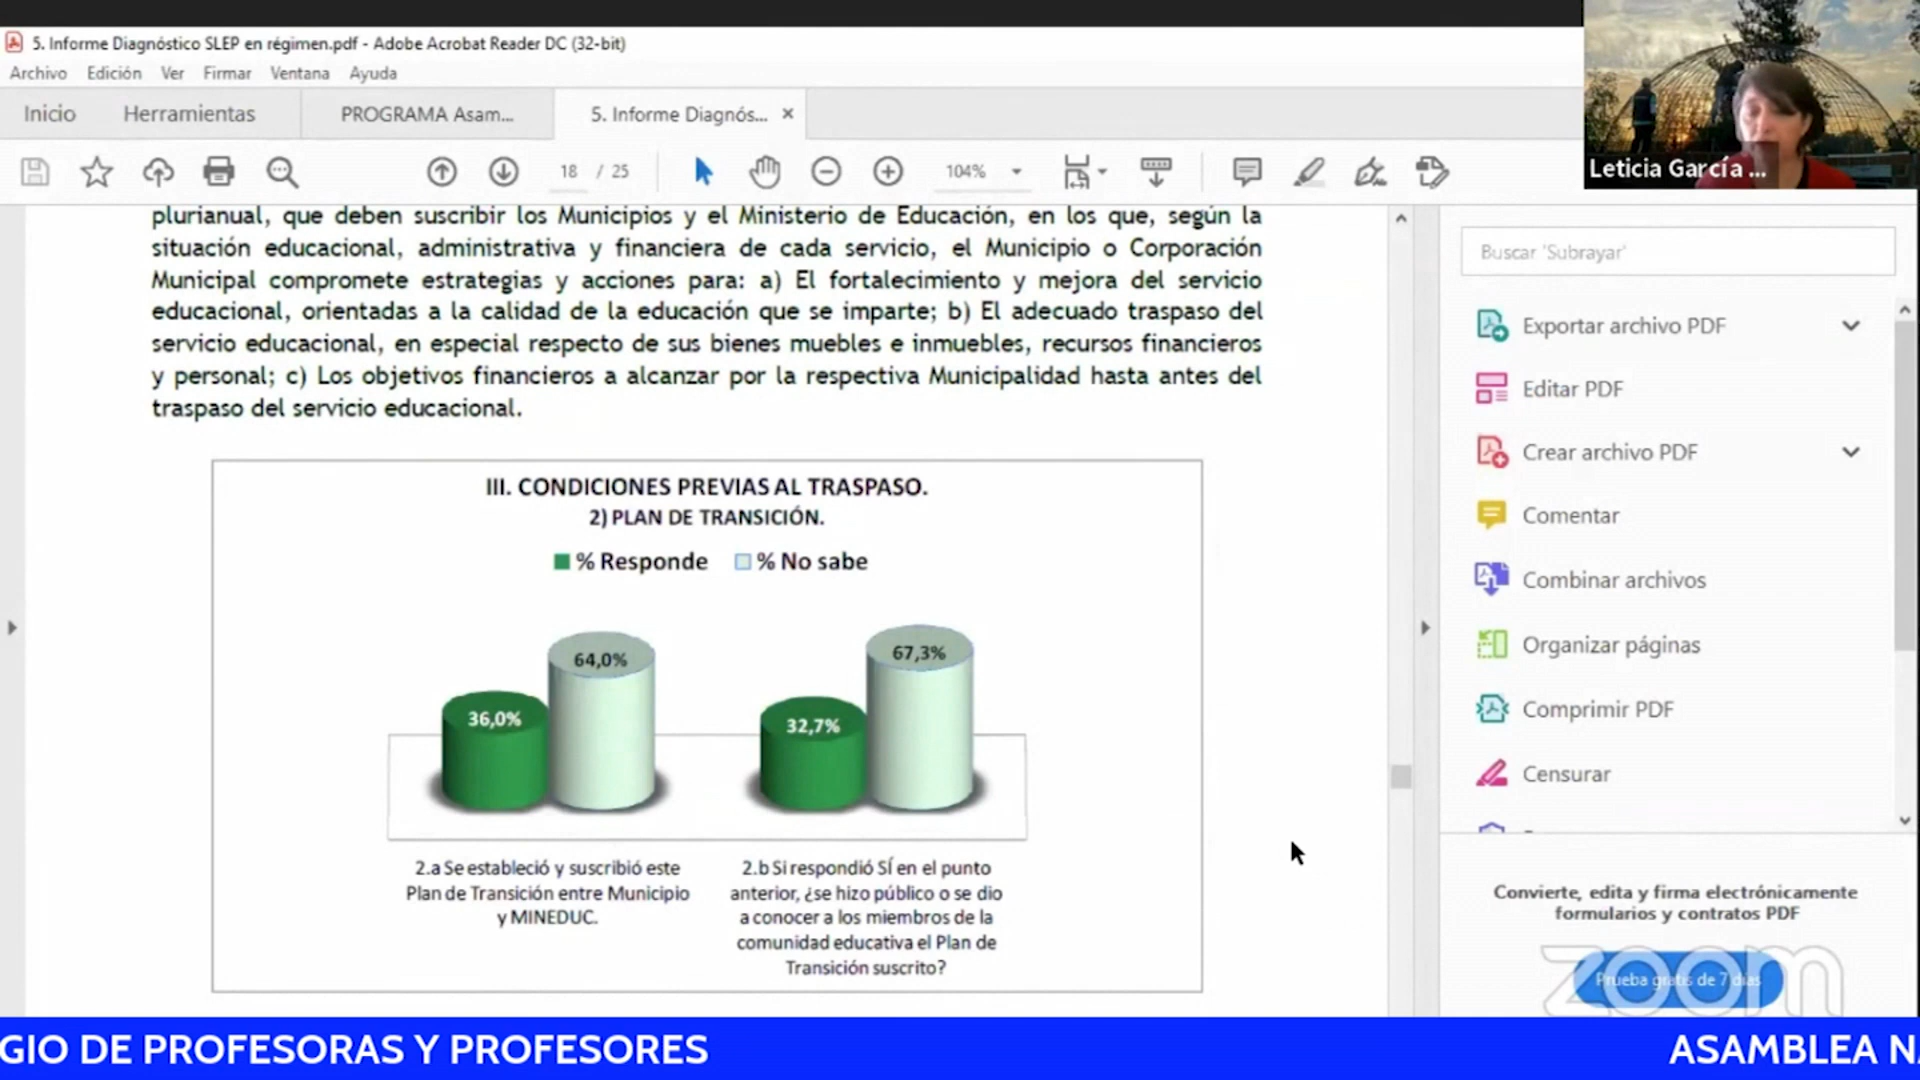 5. Informe Diagnóstico SLEP en régimen.pdf - Adobe Acrobat Reader DC (32-bit)
Archivo Edición Ver Firmar Ventana Ayuda
Inicio Herramientas PROGRAMA Asam... 5. Informe Diagnós... ×
18 / 25 104%
Leticia García ...
plurianual, que deben suscribir los Municipios y el Ministerio de Educación, en los que, según la
situación educacional, administrativa y financiera de cada servicio, el Municipio o Corporación
Municipal compromete estrategias y acciones para: a) El fortalecimiento y mejora del servicio
educacional, orientadas a la calidad de la educación que se imparte; b) El adecuado traspaso del
servicio educacional, en especial respecto de sus bienes muebles e inmuebles, recursos financieros
y personal; c) Los objetivos financieros a alcanzar por la respectiva Municipalidad hasta antes del
traspaso del servicio educacional.
III. CONDICIONES PREVIAS AL TRASPASO.
2) PLAN DE TRANSICIÓN.
% Responde % No sabe
36,0% 64,0% 32,7% 67,3%
2.a Se estableció y suscribió este
Plan de Transición entre Municipio
y MINEDUC.
2.b Si respondió SÍ en el punto
anterior, ¿se hizo público o se dio
a conocer a los miembros de la
comunidad educativa el Plan de
Transición suscrito?
Buscar 'Subrayar'
Exportar archivo PDF
Editar PDF
Crear archivo PDF
Comentar
Combinar archivos
Organizar páginas
Comprimir PDF
Censurar
Convierte, edita y firma electrónicamente
formularios y contratos PDF
Prueba gratis de 7 días
zoom
GIO DE PROFESORAS Y PROFESORES ASAMBLEA NA